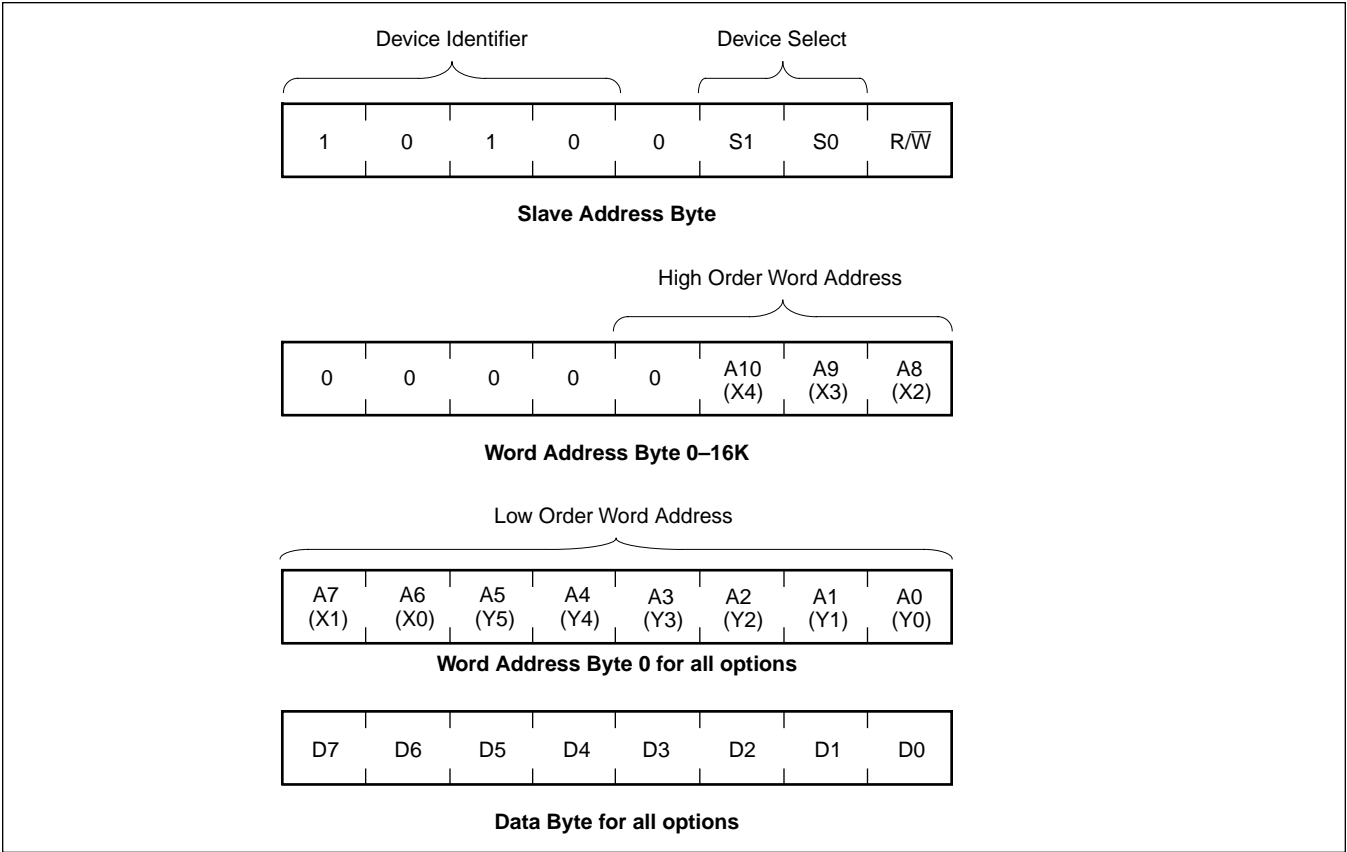 Device Identifier Device Select
1 0 1 0 0 S1 S0 R/W̅
Slave Address Byte
High Order Word Address
0 0 0 0 0 A10 A9 A8
(X4) (X3) (X2)
Word Address Byte 0–16K
Low Order Word Address
A7 A6 A5 A4 A3 A2 A1 A0
(X1) (X0) (Y5) (Y4) (Y3) (Y2) (Y1) (Y0)
Word Address Byte 0 for all options
D7 D6 D5 D4 D3 D2 D1 D0
Data Byte for all options